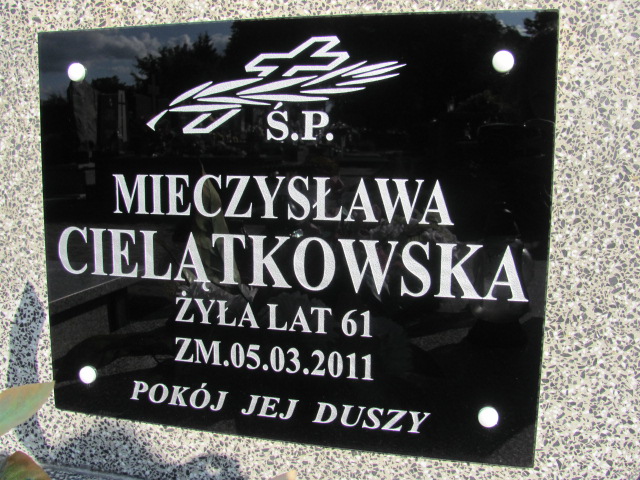 Ś.P.
MIECZYSŁAWA
CIELĄTKOWSKA
ŻYŁA LAT 61
ZM.05.03.2011
POKÓJ JEJ DUSZY